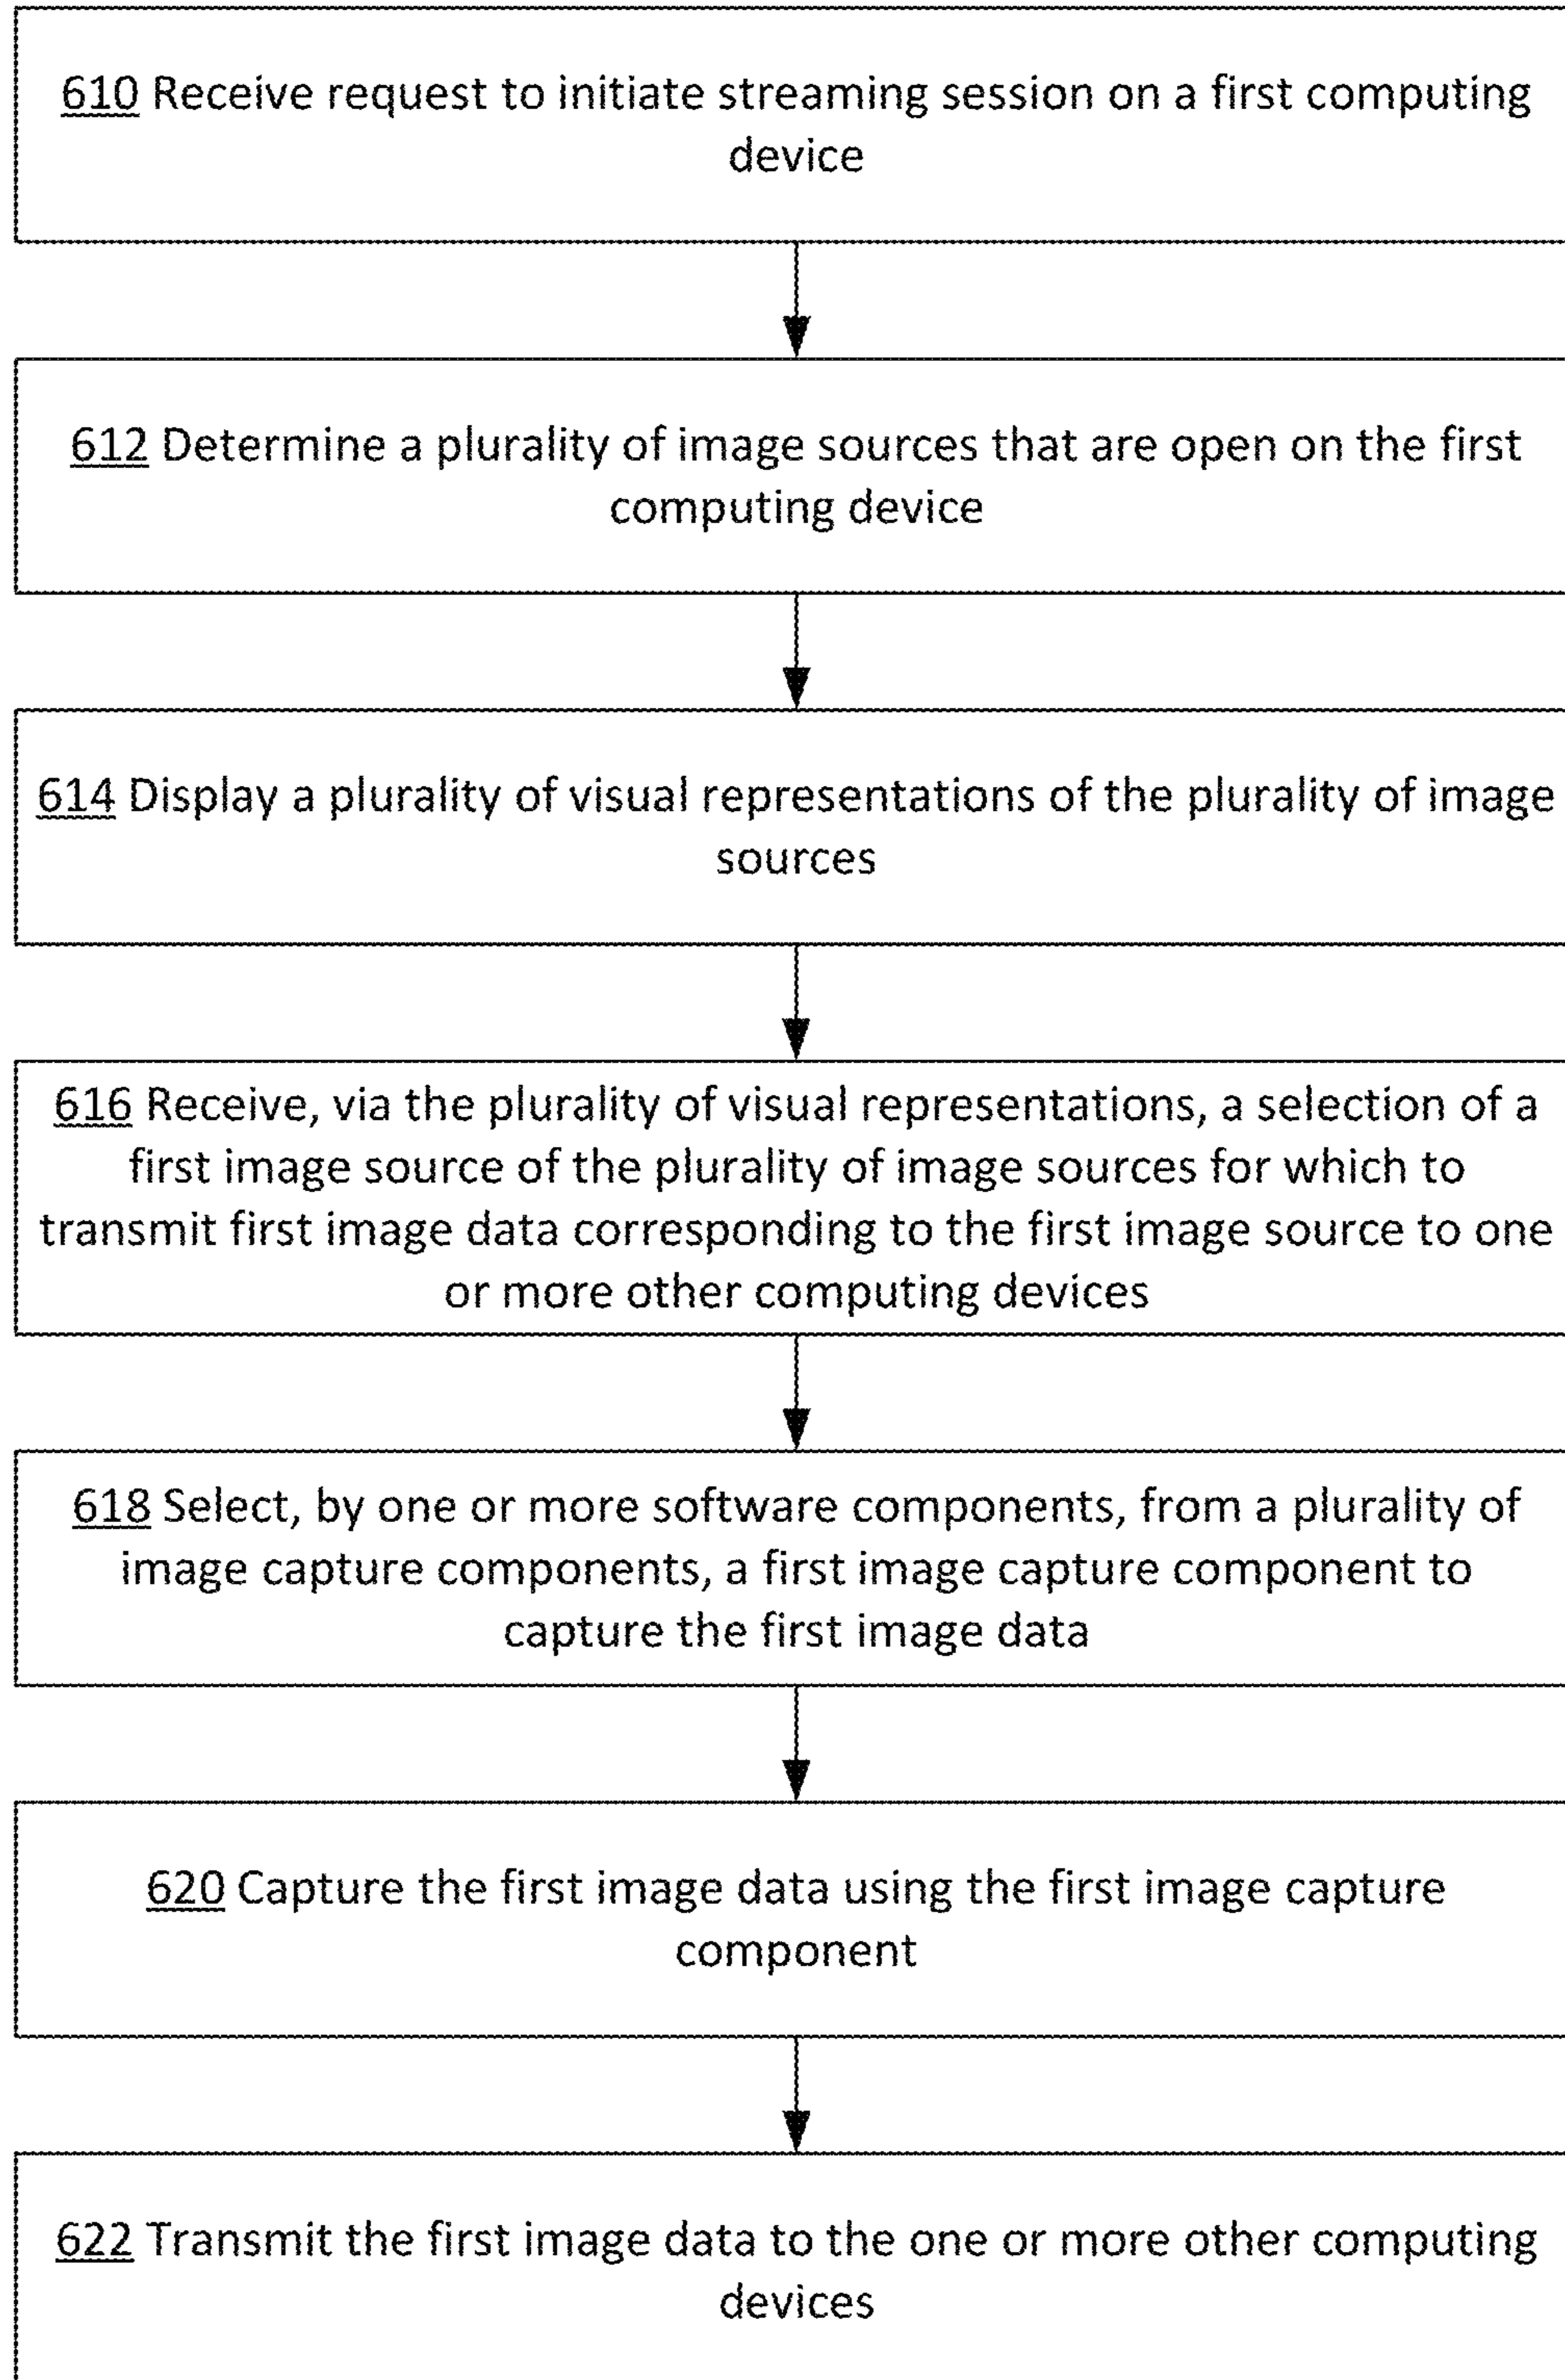 610 Receive request to initiate streaming session on a first computing
device
612 Determine a plurality of image sources that are open on the first
computing device
614 Display a plurality of visual representations of the plurality of image
sources
616 Receive, via the plurality of visual representations, a selection of a
first image source of the plurality of image sources for which to
transmit first image data corresponding to the first image source to one
or more other computing devices
618 Select, by one or more software components, from a plurality of
image capture components, a first image capture component to
capture the first image data
620 Capture the first image data using the first image capture
component
622 Transmit the first image data to the one or more other computing
devices